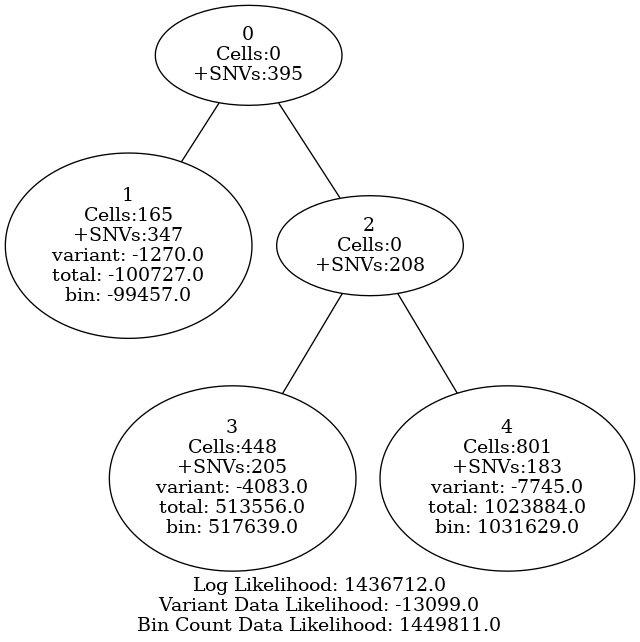 0
Cells:0
+SNVs:395
1
Cells:165
+SNVs:347
variant: -1270.0
total: -100727.0
bin: -99457.0
2
Cells:0
+SNVs:208
3
Cells:448
+SNVs:205
variant: -4083.0
total: 513556.0
bin: 517639.0
4
Cells:801
+SNVs:183
variant: -7745.0
total: 1023884.0
bin: 1031629.0
Log Likelihood: 1436712.0
Variant Data Likelihood: -13099.0
Bin Count Data Likelihood: 1449811.0